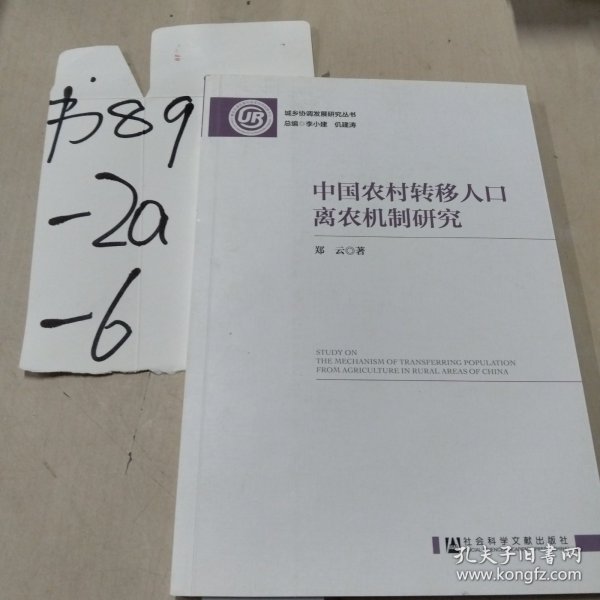 书89
-2a
-6
UR
城乡协调发展研究丛书
总编◎李小建 仉建涛
中国农村转移人口
离农机制研究
郑 云◎著
STUDY ON
THE MECHANISM OF TRANSFERRING POPULATION
FROM AGRICULTURE IN RURAL AREAS OF CHINA
社会科学文献出版社
孔夫子旧书网
www.kongfz.com